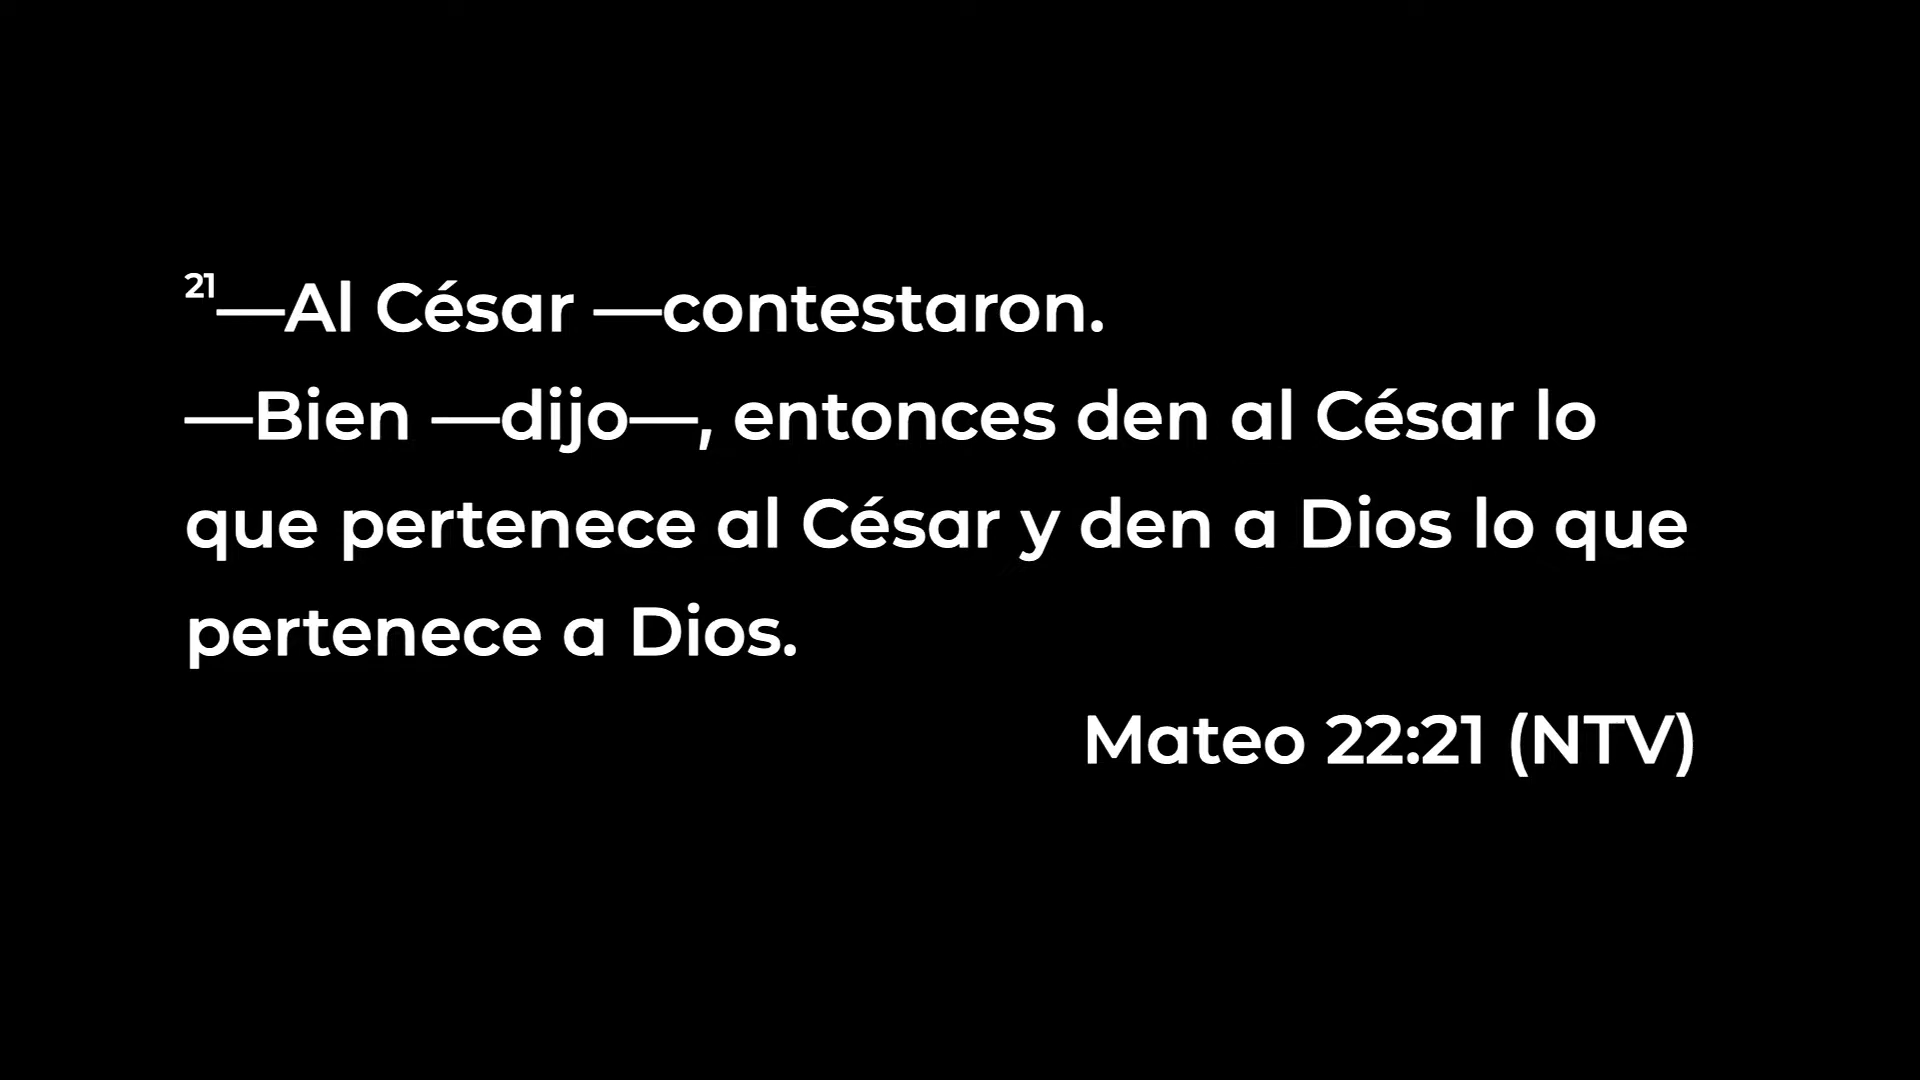 21—Al César —contestaron.
—Bien —dijo—, entonces den al César lo
que pertenece al César y den a Dios lo que
pertenece a Dios.
Mateo 22:21 (NTV)